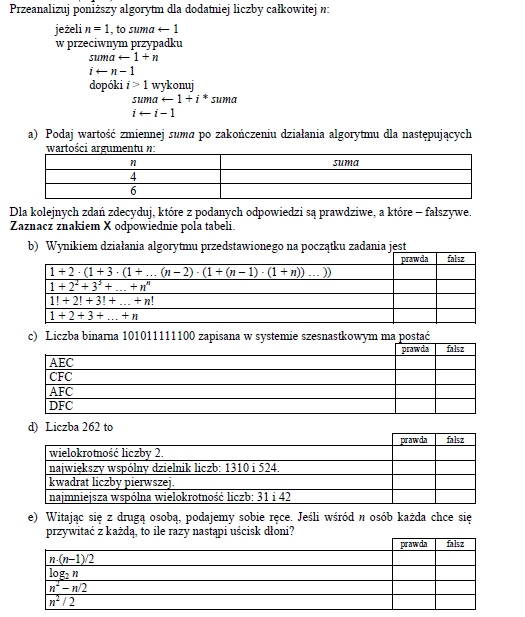 Przeanalizuj poniższy algorytm dla dodatniej liczby całkowitej n:
jeżeli n = 1, to suma ← 1
w przeciwnym przypadku
suma ← 1 + n
i ← n – 1
dopóki i > 1 wykonuj
suma ← 1 + i * suma
i ← i – 1
a) Podaj wartość zmiennej suma po zakończeniu działania algorytmu dla następujących
wartości argumentu n:
n suma
4
6
Dla kolejnych zdań zdecyduj, które z podanych odpowiedzi są prawdziwe, a które – fałszywe.
Zaznacz znakiem X odpowiednie pola tabeli.
b) Wynikiem działania algorytmu przedstawionego na początku zadania jest
prawda fałsz
1 + 2 · (1 + 3 · (1 + … (n – 2) · (1 + (n – 1) · (1 + n)) … ))
1 + 2² + 3³ + … + nⁿ
1! + 2! + 3! + … + n!
1 + 2 + 3 + … + n
c) Liczba binarna 101011111100 zapisana w systemie szesnastkowym ma postać
prawda fałsz
AEC
CFC
AFC
DFC
d) Liczba 262 to
prawda fałsz
wielokrotność liczby 2.
największy wspólny dzielnik liczb: 1310 i 524.
kwadrat liczby pierwszej.
najmniejsza wspólna wielokrotność liczb: 31 i 42
e) Witając się z drugą osobą, podajemy sobie ręce. Jeśli wśród n osób każda chce się
przywitać z każdą, to ile razy nastąpi uścisk dłoni?
prawda fałsz
n·(n–1)/2
log₂ n
n² – n/2
n² / 2